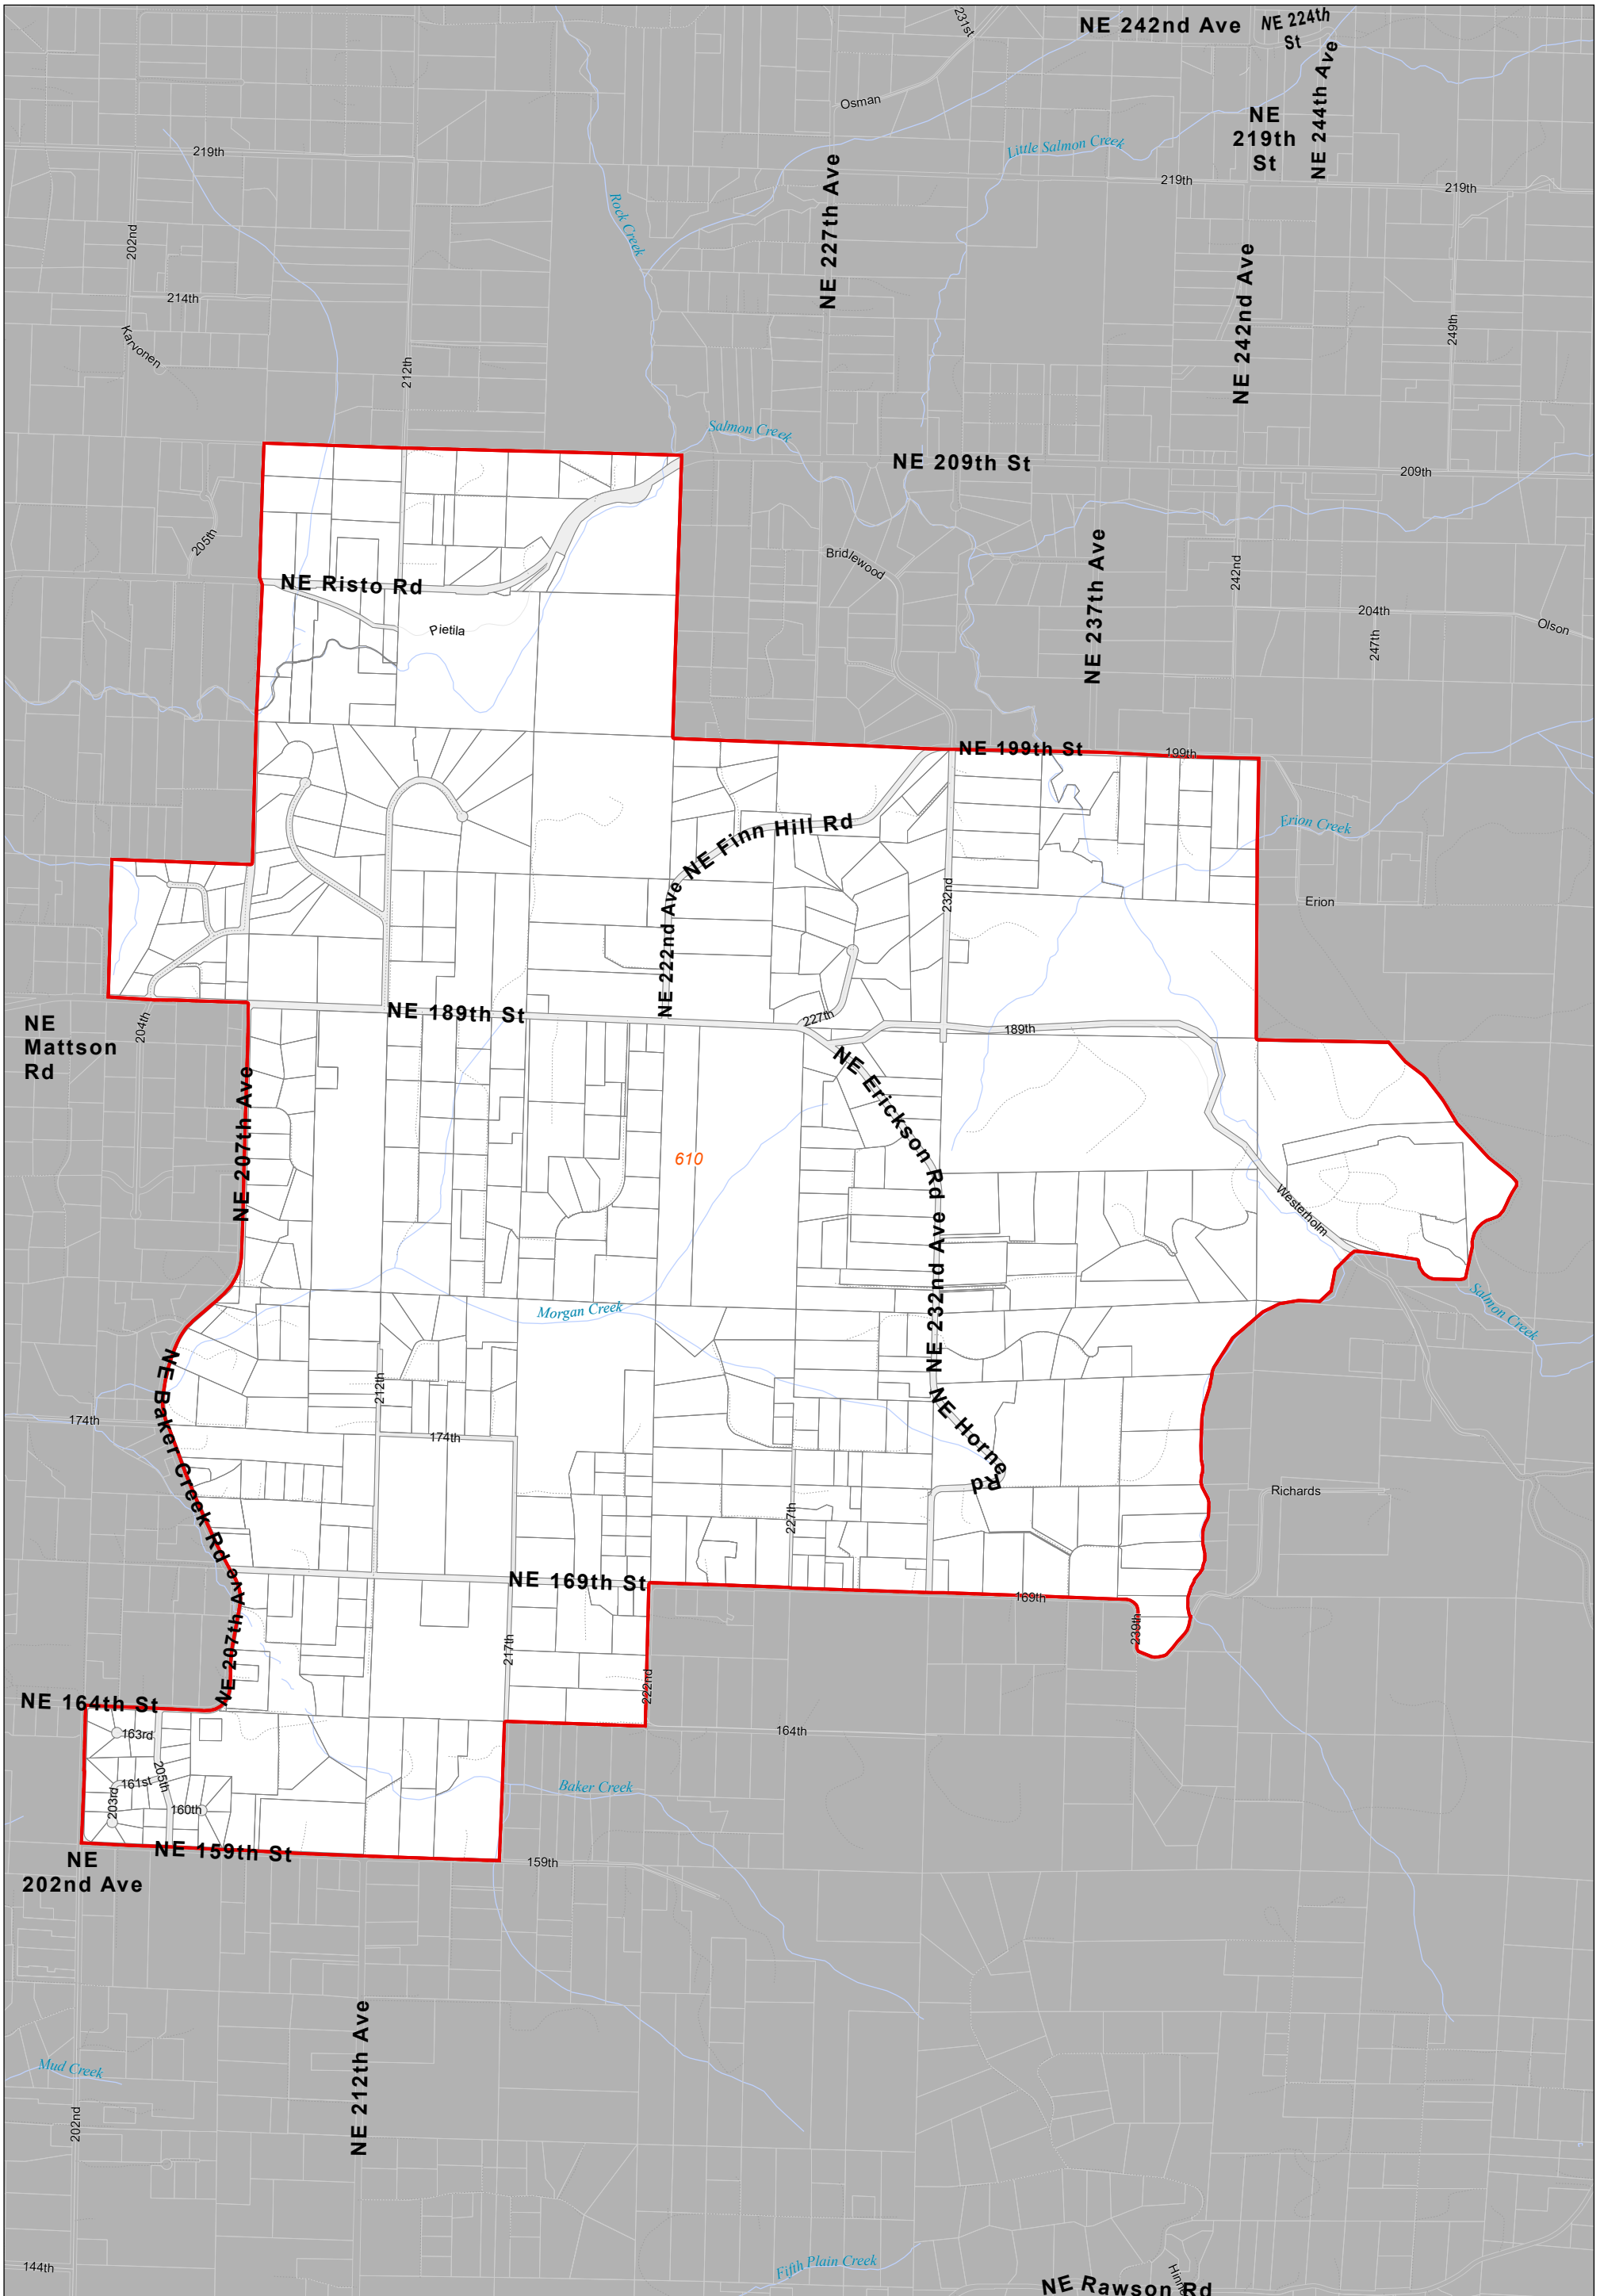 231st
NE 242nd Ave
NE 224th
St
NE 244th Ave
Osman
NE
219th
St
Little Salmon Creek
219th
219th
219th
Rock Creek
NE 227th Ave
202nd
214th
Karvonen
212th
NE 242nd Ave
249th
Salmon Creek
NE 209th St
209th
205th
Bridlewood
NE 237th Ave
242nd
NE Risto Rd
Pietila
204th
Olson
247th
NE 199th St
199th
NE Finn Hill Rd
Erion Creek
232nd
Erion
NE 222nd Ave
NE 189th St
227th
189th
204th
NE
Mattson
Rd
NE Erickson Rd
NE 207th Ave
610
Westerholm
NE 232nd Ave
Morgan Creek
Salmon Creek
NE Baker Creek Rd
212th
174th
174th
NE Horne
Rd
Richards
227th
NE 169th St
169th
NE 207th Ave
239th
217th
222nd
NE 164th St
163rd
164th
205th
161st
203rd
160th
Baker Creek
NE 159th St
159th
NE
202nd Ave
NE 212th Ave
Mud Creek
202nd
144th
Fifth Plain Creek
NE Rawson Rd